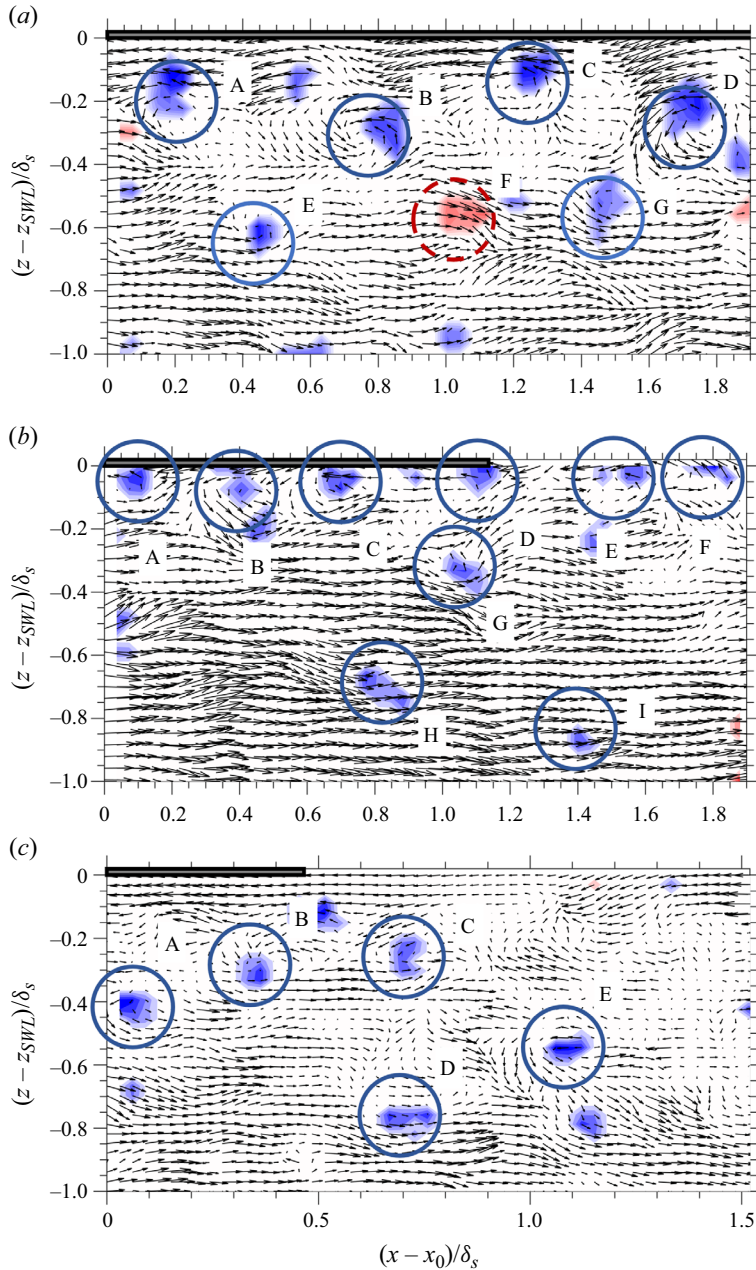 (a)
0
A
B
C
D
–0.2
–0.4
E
F
G
–0.6
–0.8
–1.0
(z – z_SWL)/δ_s
0 0.2 0.4 0.6 0.8 1.0 1.2 1.4 1.6 1.8
(b)
0
–0.2
A
B
C
D
E
F
–0.4
G
–0.6
H
I
–0.8
–1.0
(z – z_SWL)/δ_s
0 0.2 0.4 0.6 0.8 1.0 1.2 1.4 1.6 1.8
(c)
0
A
B
C
–0.2
–0.4
E
D
–0.6
–0.8
–1.0
(z – z_SWL)/δ_s
0 0.5 1.0 1.5
(x – x_0)/δ_s